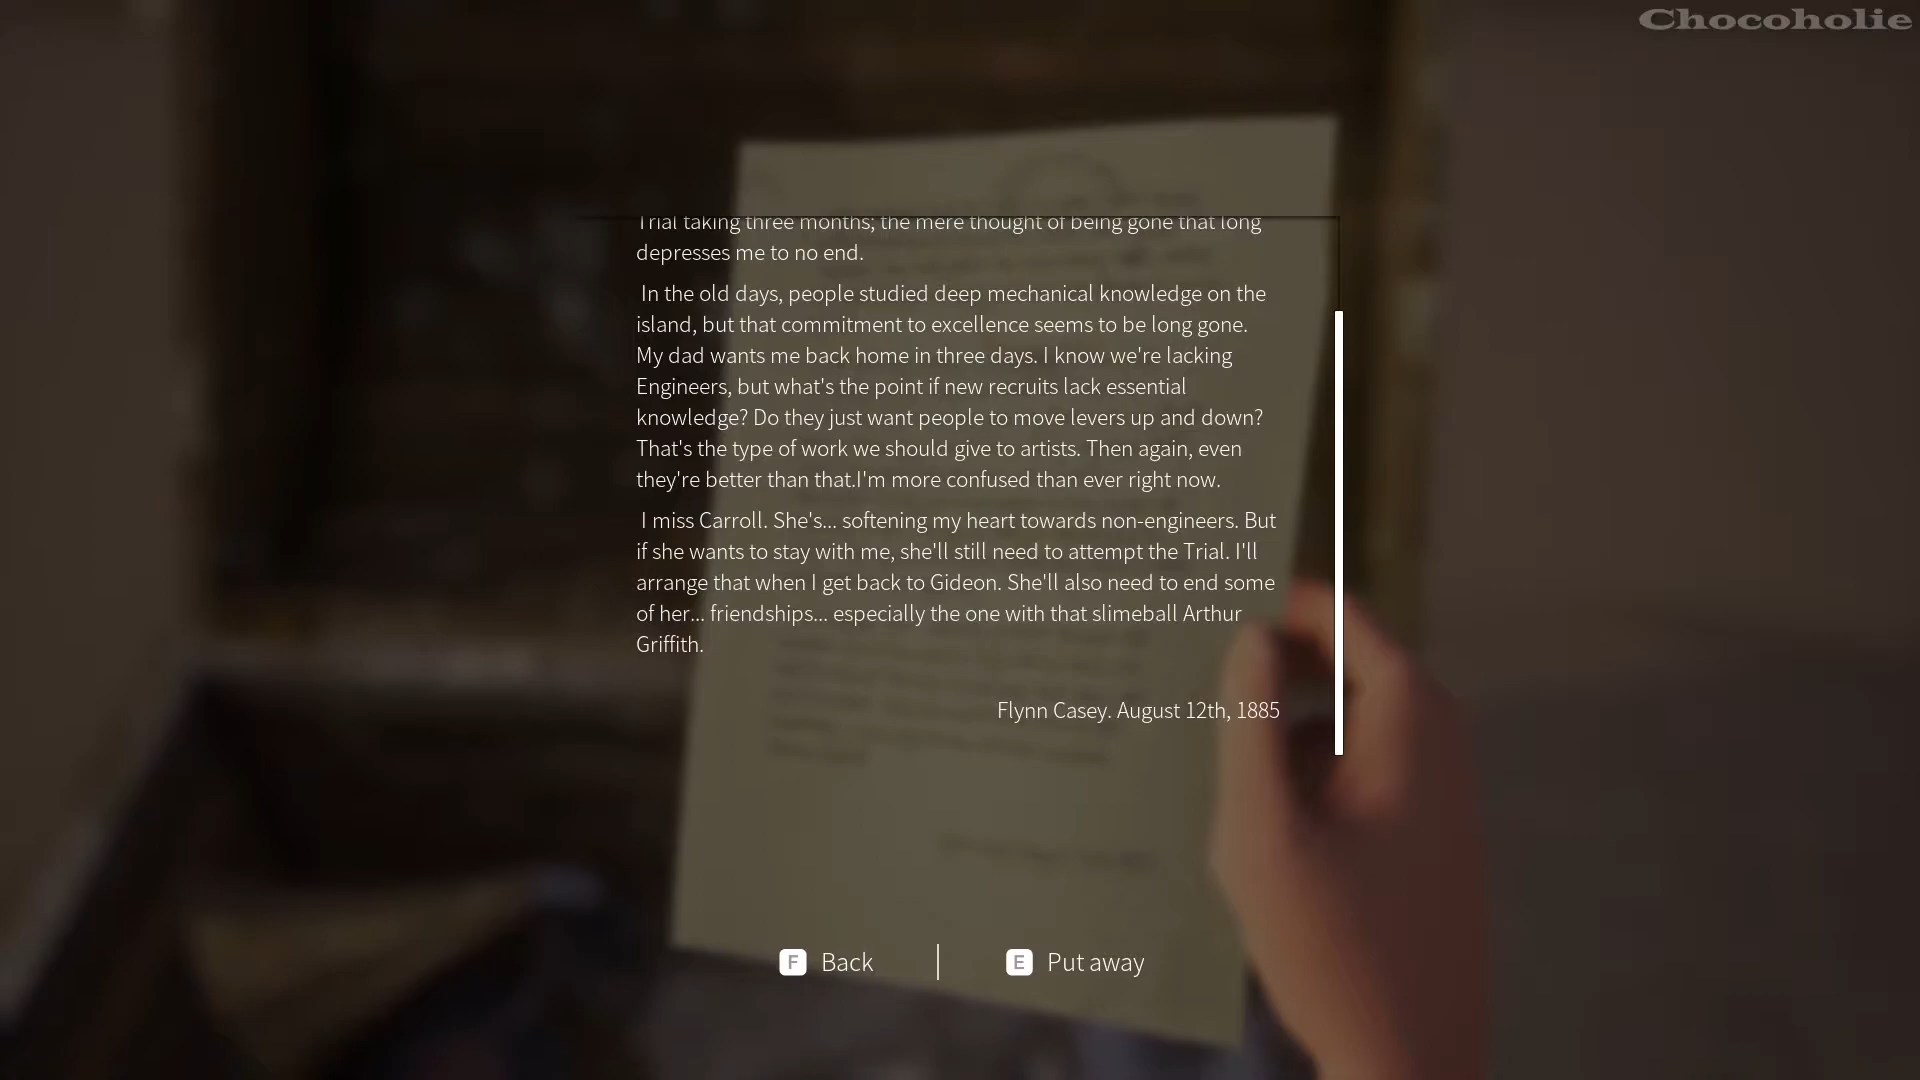 Chocoholie
Trial taking three months; the mere thought of being gone that long
depresses me to no end.
In the old days, people studied deep mechanical knowledge on the
island, but that commitment to excellence seems to be long gone.
My dad wants me back home in three days. I know we're lacking
Engineers, but what's the point if new recruits lack essential
knowledge? Do they just want people to move levers up and down?
That's the type of work we should give to artists. Then again, even
they're better than that.I'm more confused than ever right now.
I miss Carroll. She's... softening my heart towards non-engineers. But
if she wants to stay with me, she'll still need to attempt the Trial. I'll
arrange that when I get back to Gideon. She'll also need to end some
of her... friendships... especially the one with that slimeball Arthur
Griffith.
Flynn Casey. August 12th, 1885
F Back | E Put away